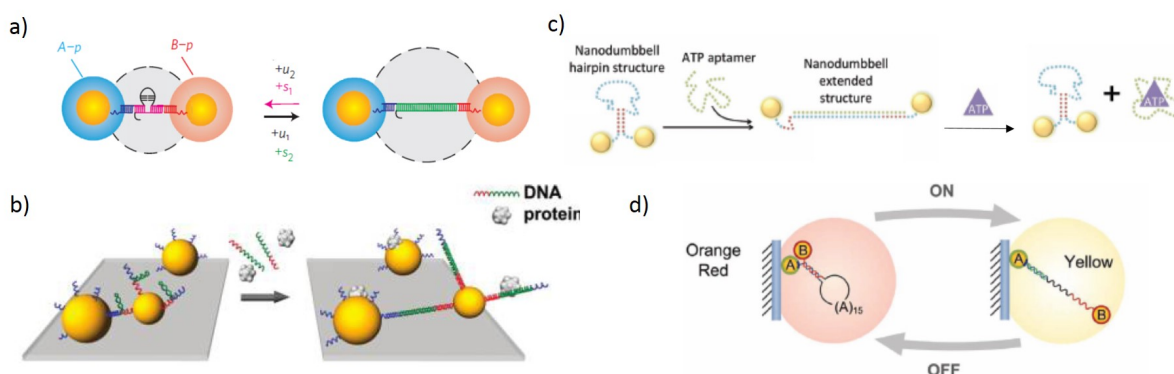 a)
A-p
B-p
+u2
+s1
+u1
+s2
b)
DNA
protein
c)
Nanodumbbell
hairpin structure
ATP aptamer
Nanodumbbell
extended
structure
ATP
+
ATP
d)
ON
Orange
Red
A
B
(A)15
A
Yellow
B
OFF